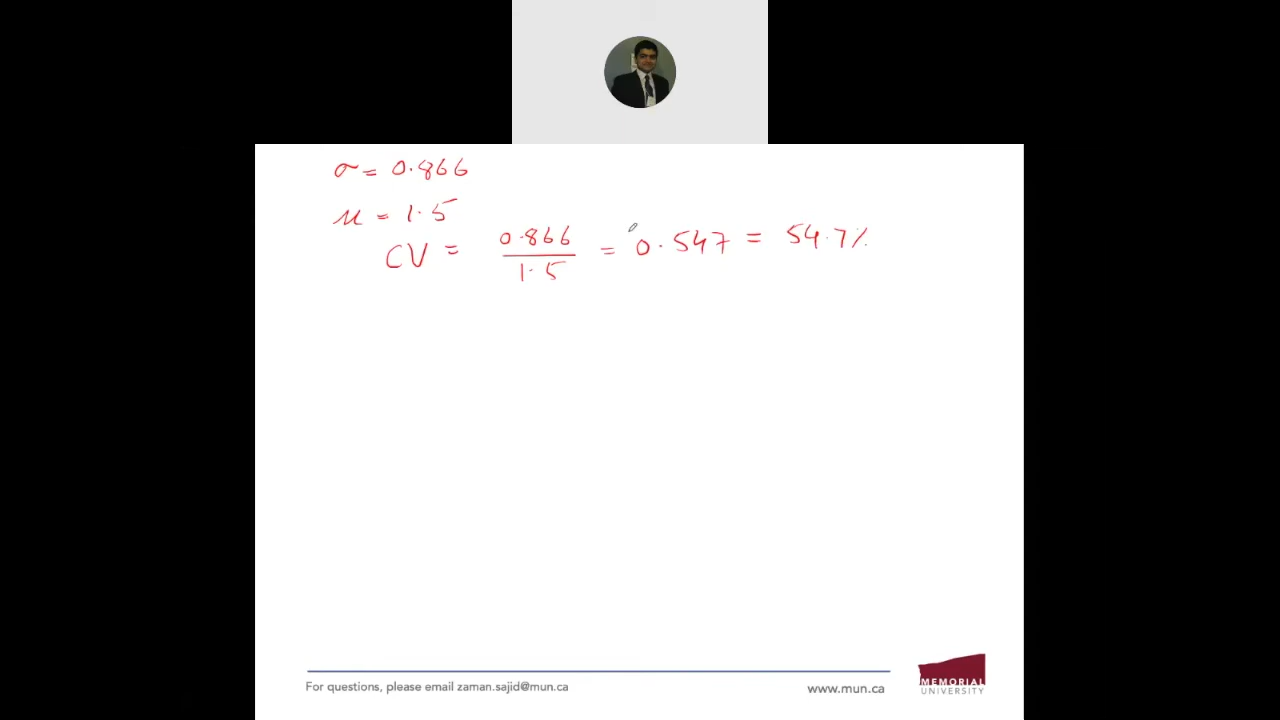 σ = 0.866
μ = 1.5
CV = 0.866 / 1.5 = 0.547 = 54.7%
For questions, please email zaman.sajid@mun.ca
www.mun.ca
MEMORIAL
UNIVERSITY